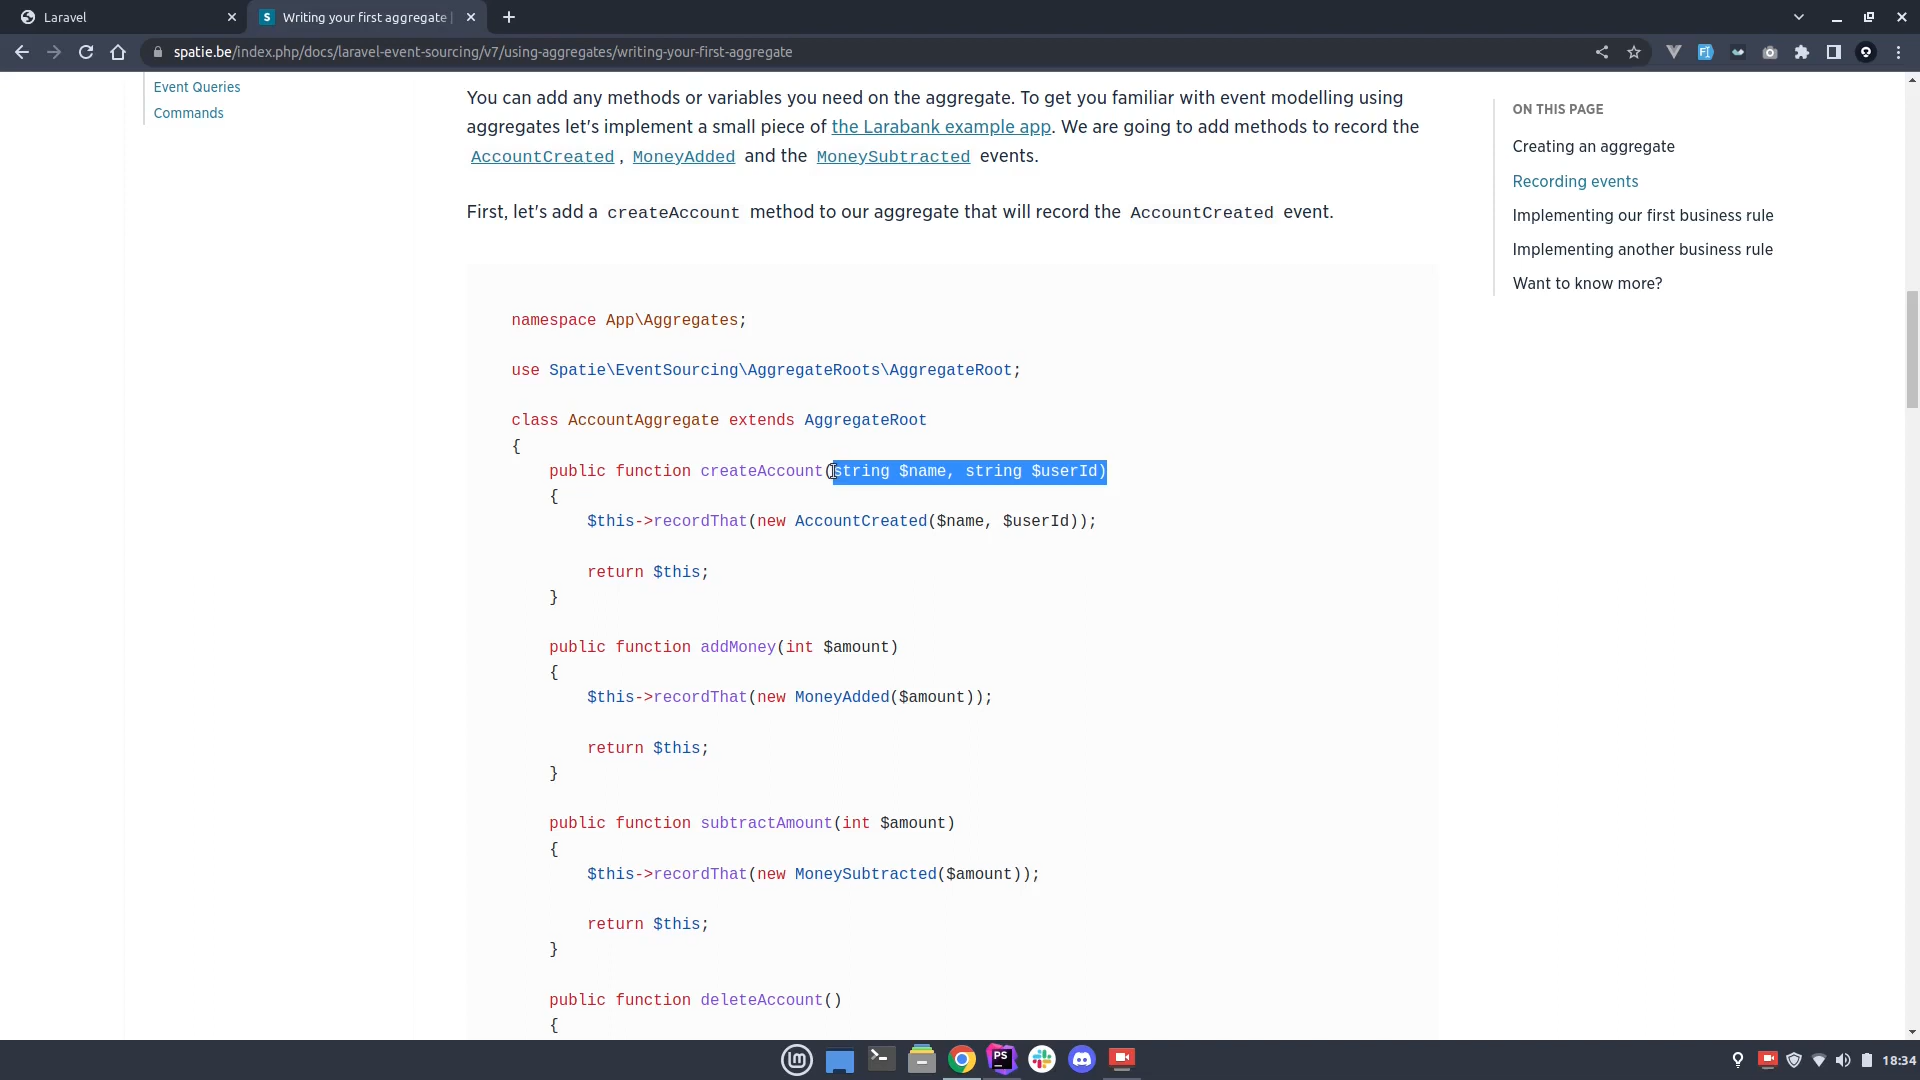 Laravel
Writing your first aggregate |
spatie.be/index.php/docs/laravel-event-sourcing/v7/using-aggregates/writing-your-first-aggregate
Event Queries
Commands
You can add any methods or variables you need on the aggregate. To get you familiar with event modelling using
aggregates let's implement a small piece of the Larabank example app. We are going to add methods to record the
AccountCreated, MoneyAdded and the MoneySubtracted events.
First, let's add a createAccount method to our aggregate that will record the AccountCreated event.
namespace App\Aggregates;
use Spatie\EventSourcing\AggregateRoots\AggregateRoot;
class AccountAggregate extends AggregateRoot
{
public function createAccount(string $name, string $userId)
{
$this->recordThat(new AccountCreated($name, $userId));
return $this;
}
public function addMoney(int $amount)
{
$this->recordThat(new MoneyAdded($amount));
return $this;
}
public function subtractAmount(int $amount)
{
$this->recordThat(new MoneySubtracted($amount));
return $this;
}
public function deleteAccount()
{
ON THIS PAGE
Creating an aggregate
Recording events
Implementing our first business rule
Implementing another business rule
Want to know more?
18:34